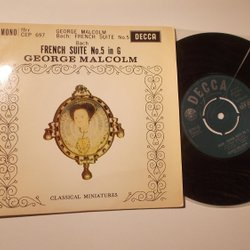 MONO
CEP 697
GEORGE MALCOLM
Bach: FRENCH SUITE No.5
DECCA
Bach
FRENCH SUITE No.5 in G
GEORGE MALCOLM
CLASSICAL MINIATURES
DECCA